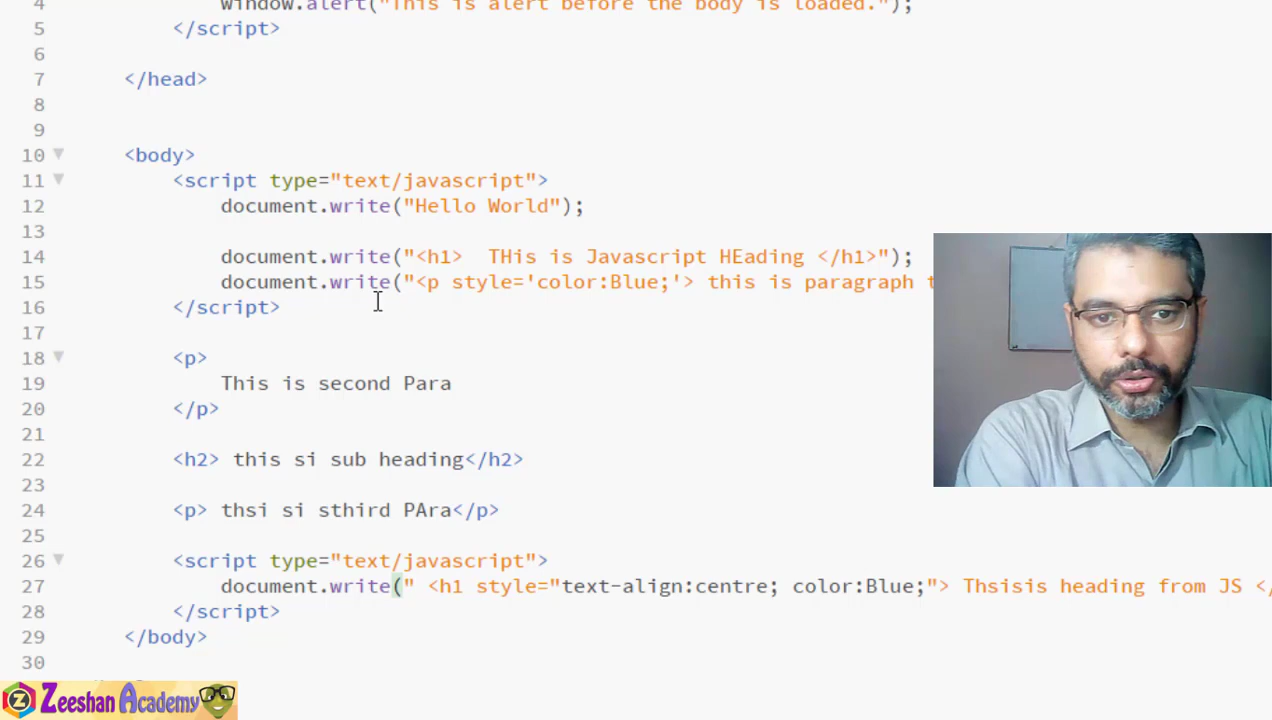 4 window.alert("This is alert before the body is loaded.");
5 </script>
6
7 </head>
8
9
10 <body>
11 <script type="text/javascript">
12 document.write("Hello World");
13
14 document.write("<h1>  THis is Javascript HEading </h1>");
15 document.write("<p style='color:Blue;'> this is paragraph t
16 </script>
17
18 <p>
19 This is second Para
20 </p>
21
22 <h2> this si sub heading</h2>
23
24 <p> thsi si sthird PAra</p>
25
26 <script type="text/javascript">
27 document.write(" <h1 style="text-align:centre; color:Blue;"> Thsisis heading from JS </
28 </script>
29 </body>
30
Zeeshan Academy